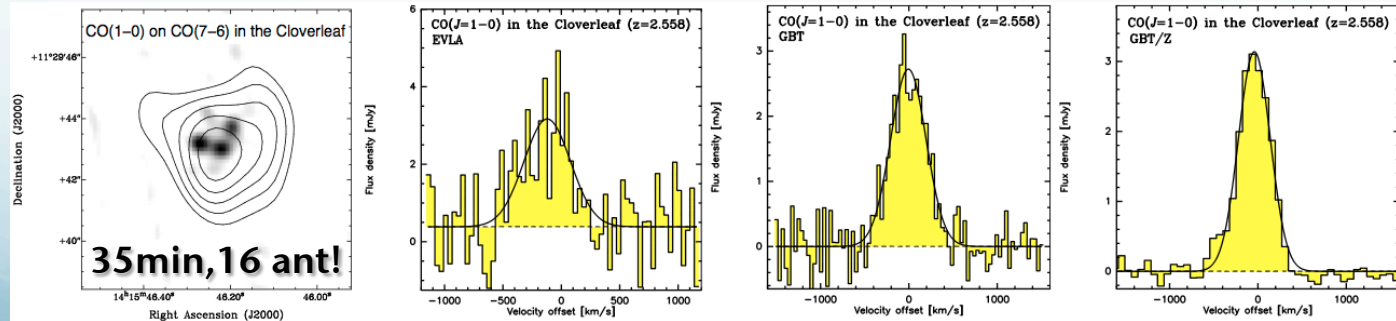 CO(1–0) on CO(7–6) in the Cloverleaf
+11°29'46"
44"
42"
40"
Declination (J2000)
35min,16 ant!
14ʰ15ᵐ46.40ˢ
46.20ˢ
46.00ˢ
Right Ascension (J2000)
CO(J=1–0) in the Cloverleaf (z=2.558)
EVLA
6
4
2
0
Flux density [mJy]
−1000
−500
0
500
1000
Velocity offset [km/s]
CO(J=1–0) in the Cloverleaf (z=2.558)
GBT
3
2
1
0
Flux density [mJy]
−1000
0
1000
Velocity offset [km/s]
CO(J=1–0) in the Cloverleaf (z=2.558)
GBT/Z
3
2
1
0
Flux density [mJy]
−1000
0
1000
Velocity offset [km/s]